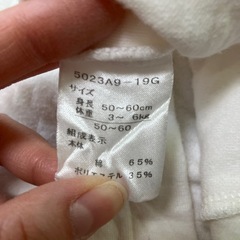 5023A9-19G
サイズ
身長 50~60cm
体重 3~6kg
50~60
組成表示
本体
綿 65%
ポリエステル 35%